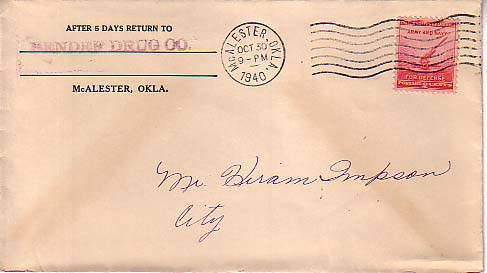 AFTER 5 DAYS RETURN TO
BENDER DRUG CO.
McALESTER, OKLA.
McALESTER, OKLA.
OCT 30
9 - PM
1940
ARMY AND NAVY
FOR DEFENSE
Mr. Hiram Impson
City